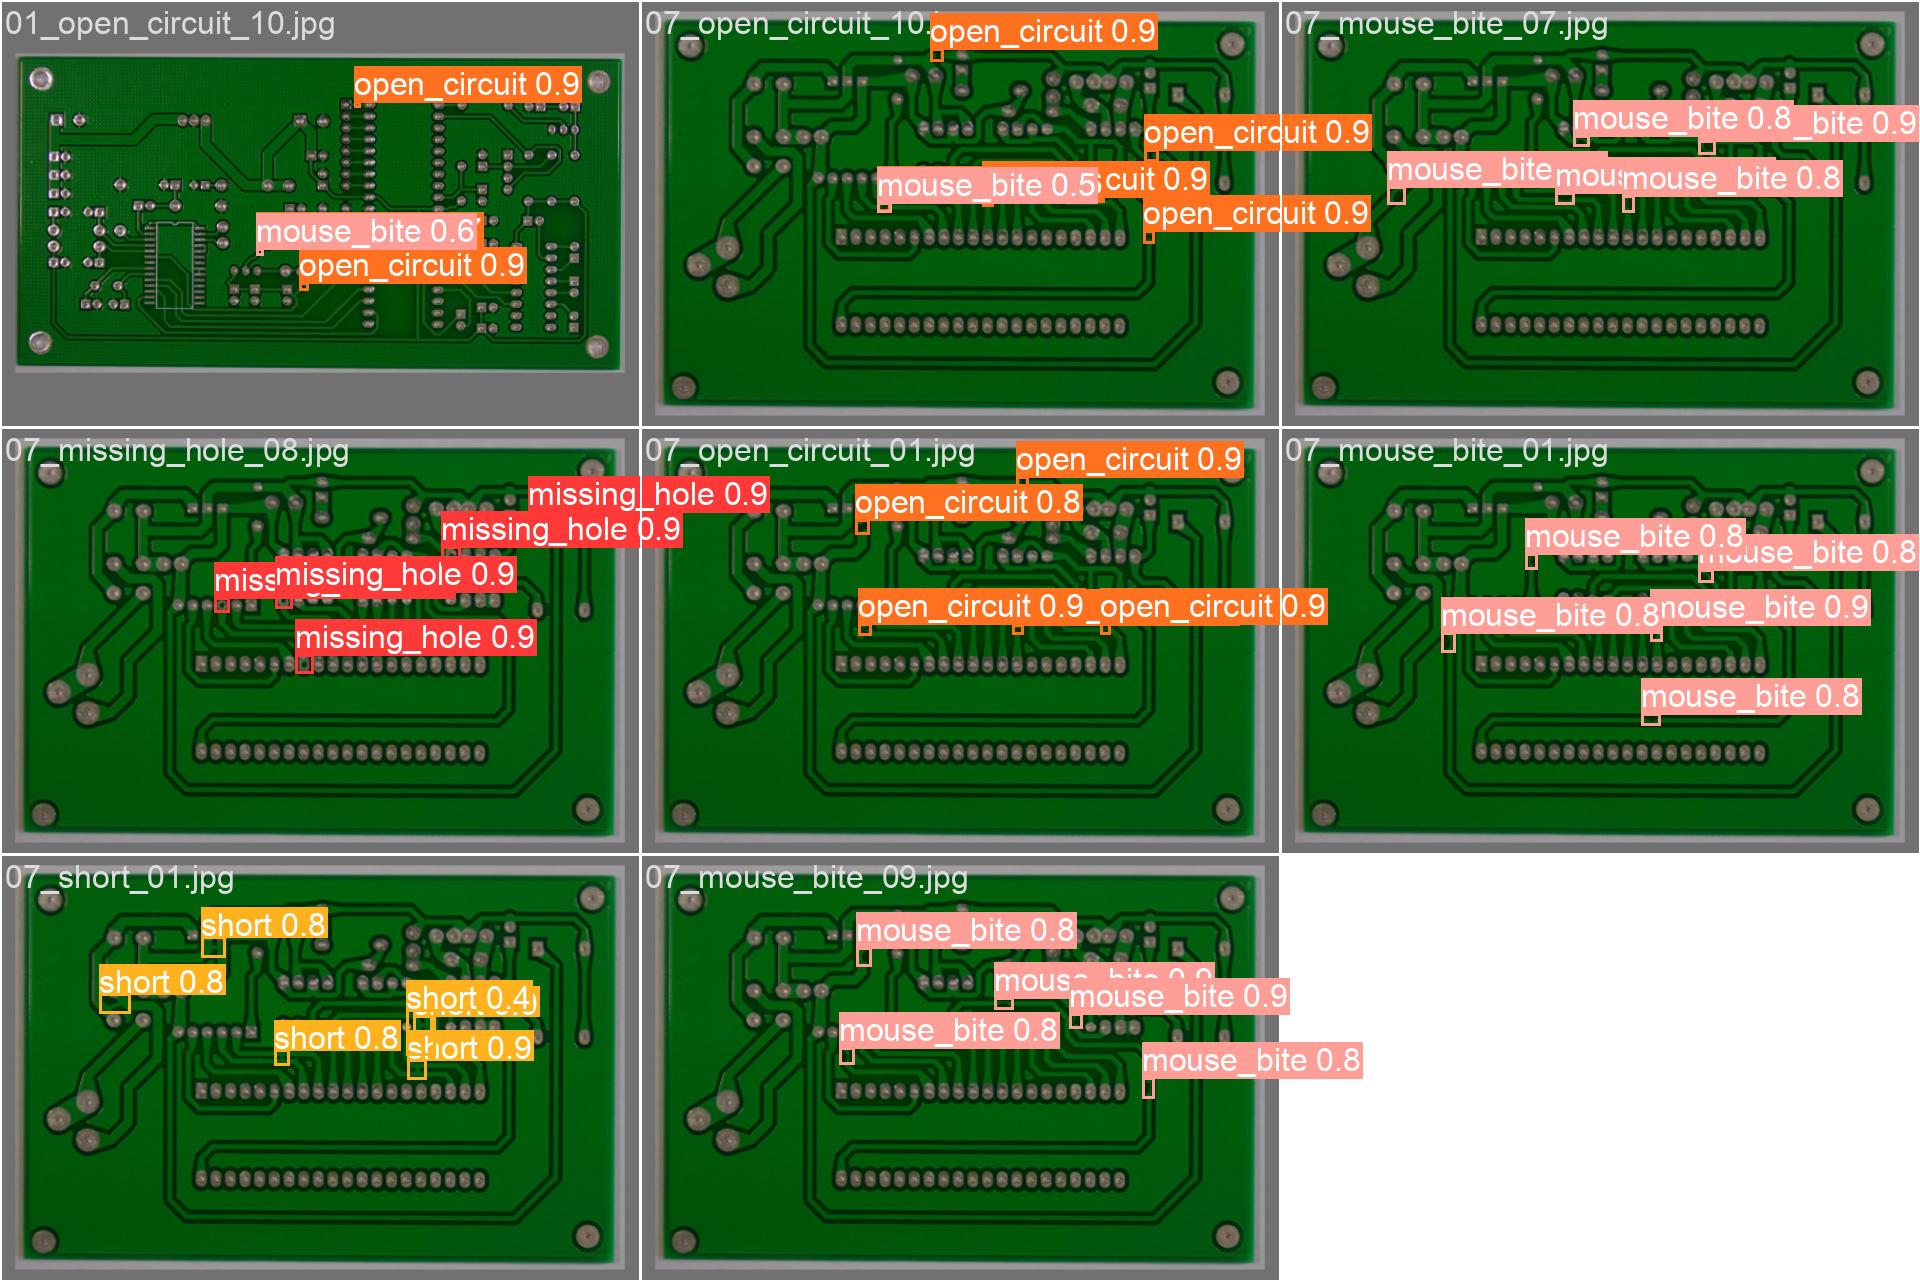 01_open_circuit_10.jpg
open_circuit 0.9
mouse_bite 0.6
open_circuit 0.9
07_open_circuit_10.
open_circuit 0.9
open_circuit 0.9
cuit 0.9
mouse_bite 0.5
open_circuit 0.9
07_mouse_bite_07.jpg
mouse_bite 0.8
_bite 0.9
mouse_bite
mous
mouse_bite 0.8
07_missing_hole_08.jpg
missing_hole 0.9
missing_hole 0.9
miss
missing_hole 0.9
missing_hole 0.9
07_open_circuit_01.jpg
open_circuit 0.9
open_circuit 0.8
open_circuit 0.9
open_circuit 0.9
07_mouse_bite_01.jpg
mouse_bite 0.8
mouse_bite 0.8
mouse_bite 0.8
mouse_bite 0.9
mouse_bite 0.8
07_short_01.jpg
short 0.8
short 0.8
short 0.4
short 0.8
short 0.9
07_mouse_bite_09.jpg
mouse_bite 0.8
mouse_bite 0.9
mouse_bite 0.9
mouse_bite 0.8
mouse_bite 0.8